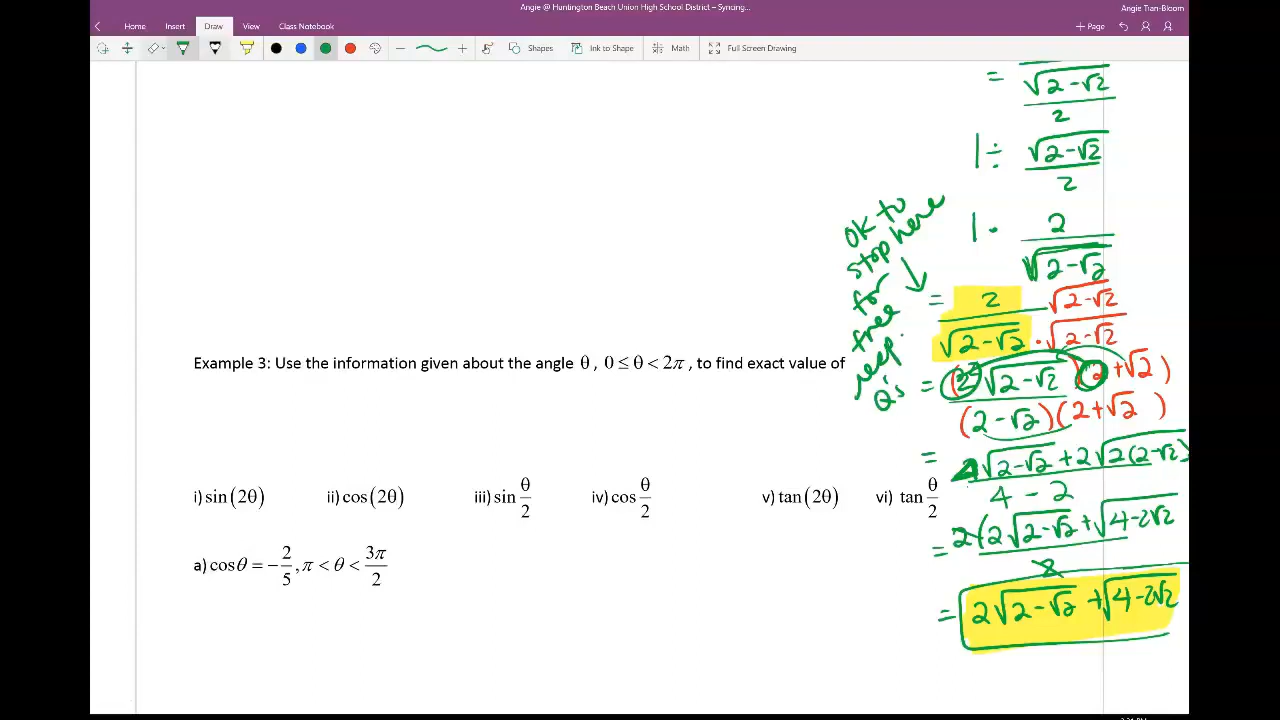 Angie @ Huntington Beach Union High School District – Syncing...
Angie Tran-Bloom
Home Insert Draw View Class Notebook
+ Page
Shapes Ink to Shape Math Full Screen Drawing
= √(2-√2) / 2
1 ÷ √(2-√2) / 2
1 · 2 / √(2-√2)
OK to
stop here
for
free
resp
Q's
= 2 / √(2-√2) · √(2-√2) / √(2-√2)
Example 3: Use the information given about the angle θ , 0 ≤ θ < 2π , to find exact value of
= (2√(2-√2))(2+√2) / (2-√2)(2+√2)
= 4√(2-√2) + 2√2(2-√2) / 4 - 2
i) sin(2θ) ii) cos(2θ) iii) sin θ/2 iv) cos θ/2 v) tan(2θ) vi) tan θ/2
= 2(2√(2-√2) + √(4-2√2) / 2
a) cosθ = -2/5, π < θ < 3π/2
= 2√(2-√2) + √(4-2√2)